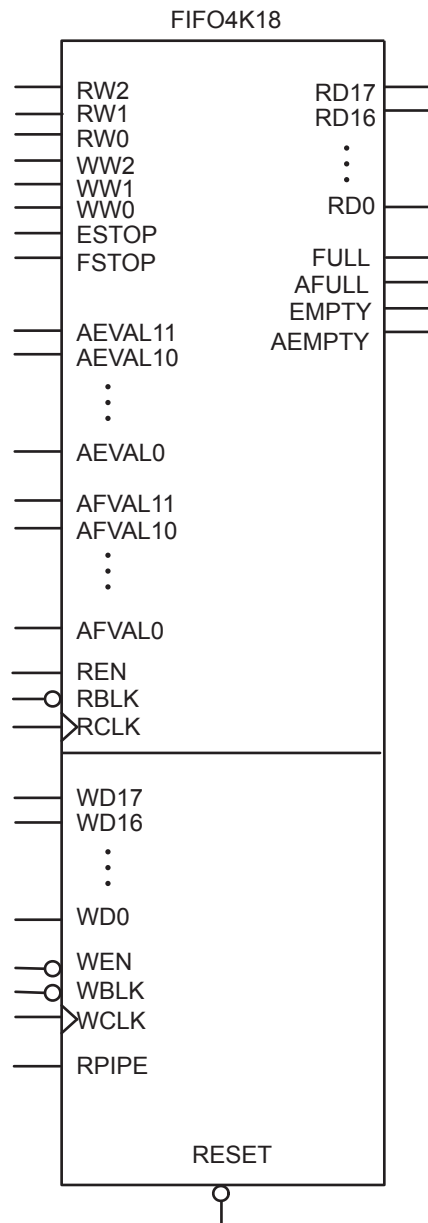 FIFO4K18
RW2
RD17
RW1
RD16
RW0
WW2
WW1
WW0
RD0
ESTOP
FSTOP
FULL
AFULL
EMPTY
AEVAL11
AEMPTY
AEVAL10
AEVAL0
AFVAL11
AFVAL10
AFVAL0
REN
RBLK
RCLK
WD17
WD16
WD0
WEN
WBLK
WCLK
RPIPE
RESET